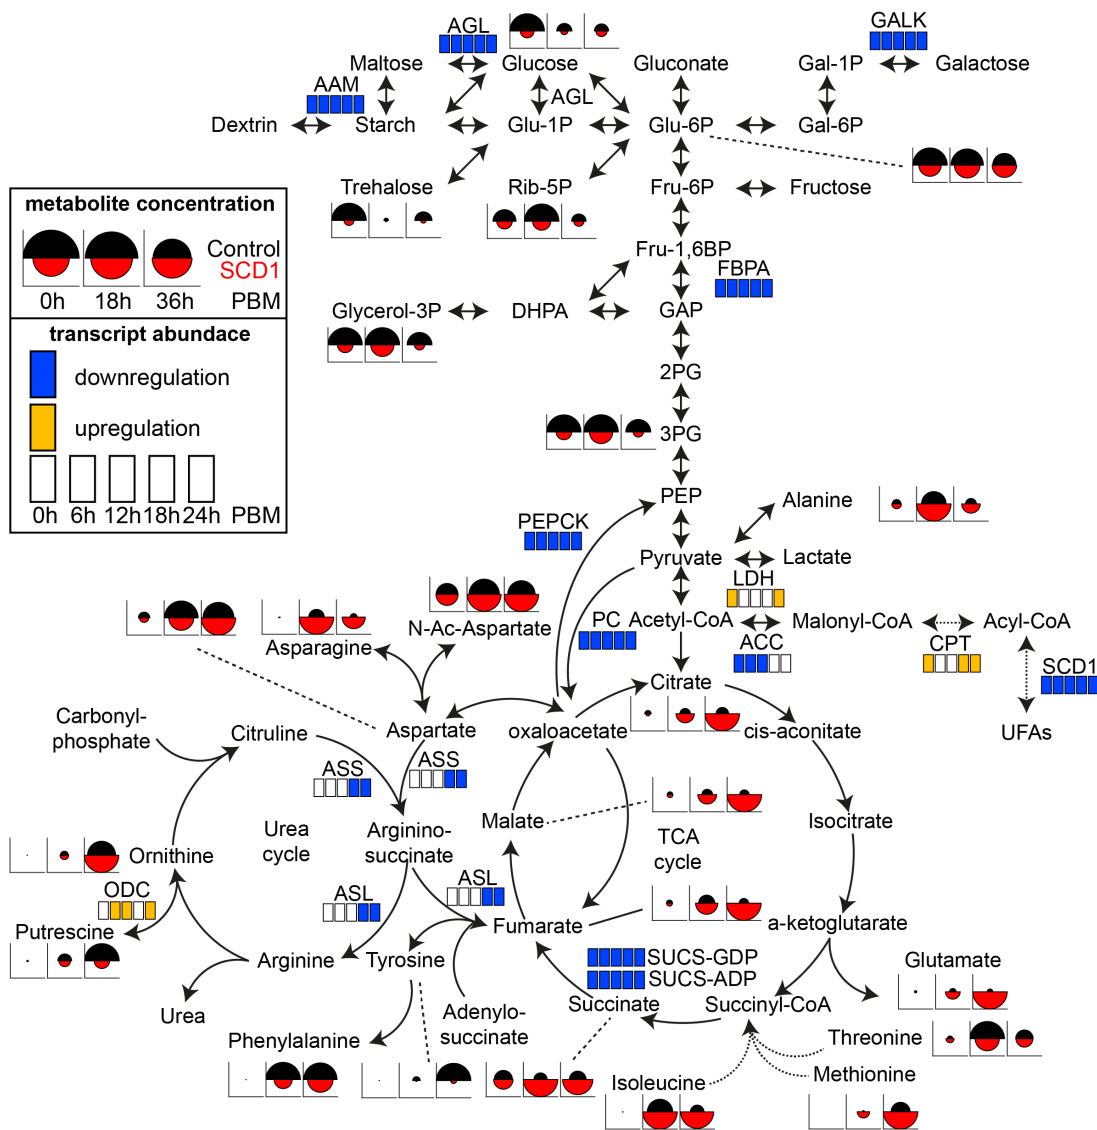 AGL
GALK
Maltose
Glucose
Gluconate
Gal-1P
Galactose
AAM
AGL
Dextrin
Starch
Glu-1P
Glu-6P
Gal-6P
Trehalose
Rib-5P
Fru-6P
Fructose
metabolite concentration
Control
SCD1
0h 18h 36h PBM
transcript abundace
downregulation
upregulation
0h 6h 12h 18h 24h PBM
Fru-1,6BP
FBPA
Glycerol-3P
DHPA
GAP
2PG
3PG
PEP
Alanine
PEPCK
Pyruvate
Lactate
LDH
N-Ac-Aspartate
PC
Acetyl-CoA
Malonyl-CoA
Acyl-CoA
Asparagine
ACC
CPT
SCD1
Citrate
Carbonyl-
phosphate
Citrulline
Aspartate
oxaloacetate
cis-aconitate
UFAs
ASS
ASS
Urea
cycle
Arginino-
succinate
Malate
TCA
cycle
Isocitrate
Ornithine
ODC
ASL
ASL
Putrescine
Fumarate
a-ketoglutarate
Arginine
Tyrosine
SUCS-GDP
SUCS-ADP
Glutamate
Urea
Adenylo-
succinate
Succinate
Succinyl-CoA
Phenylalanine
Threonine
Isoleucine
Methionine